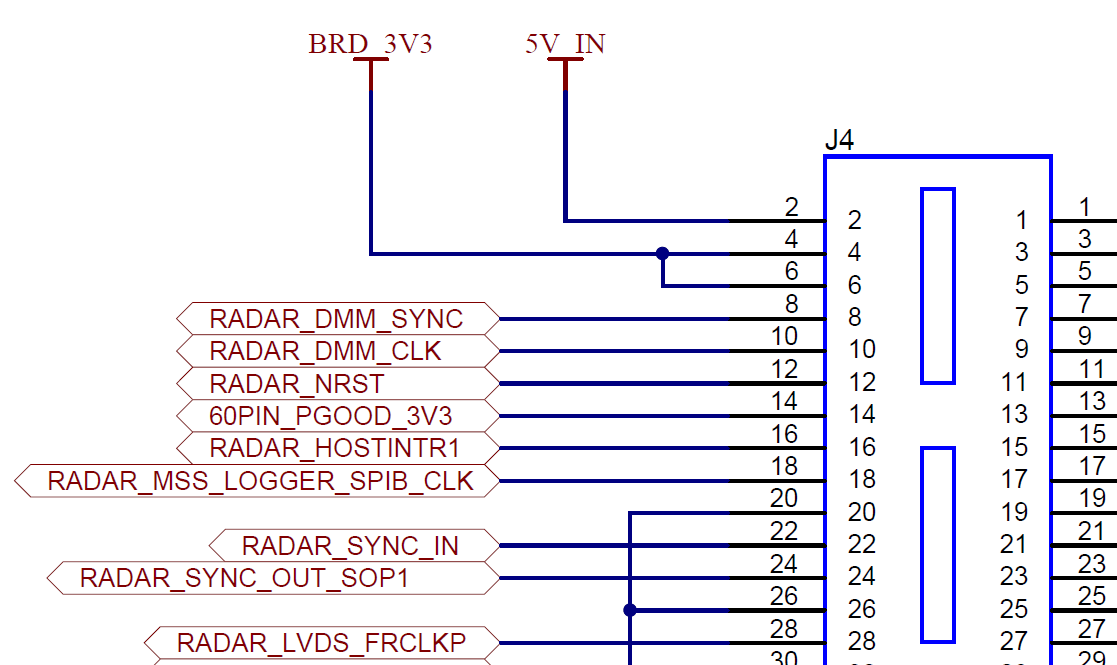 BRD_3V3 5V_IN
J4
2 2 1 1
4 4 3 3
6 6 5 5
RADAR_DMM_SYNC 8 8 7 7
RADAR_DMM_CLK 10 10 9 9
RADAR_NRST 12 12 11 11
60PIN_PGOOD_3V3 14 14 13 13
RADAR_HOSTINTR1 16 16 15 15
RADAR_MSS_LOGGER_SPIB_CLK 18 18 17 17
20 20 19 19
RADAR_SYNC_IN 22 22 21 21
RADAR_SYNC_OUT_SOP1 24 24 23 23
26 26 25 25
RADAR_LVDS_FRCLKP 28 28 27 27
30 29